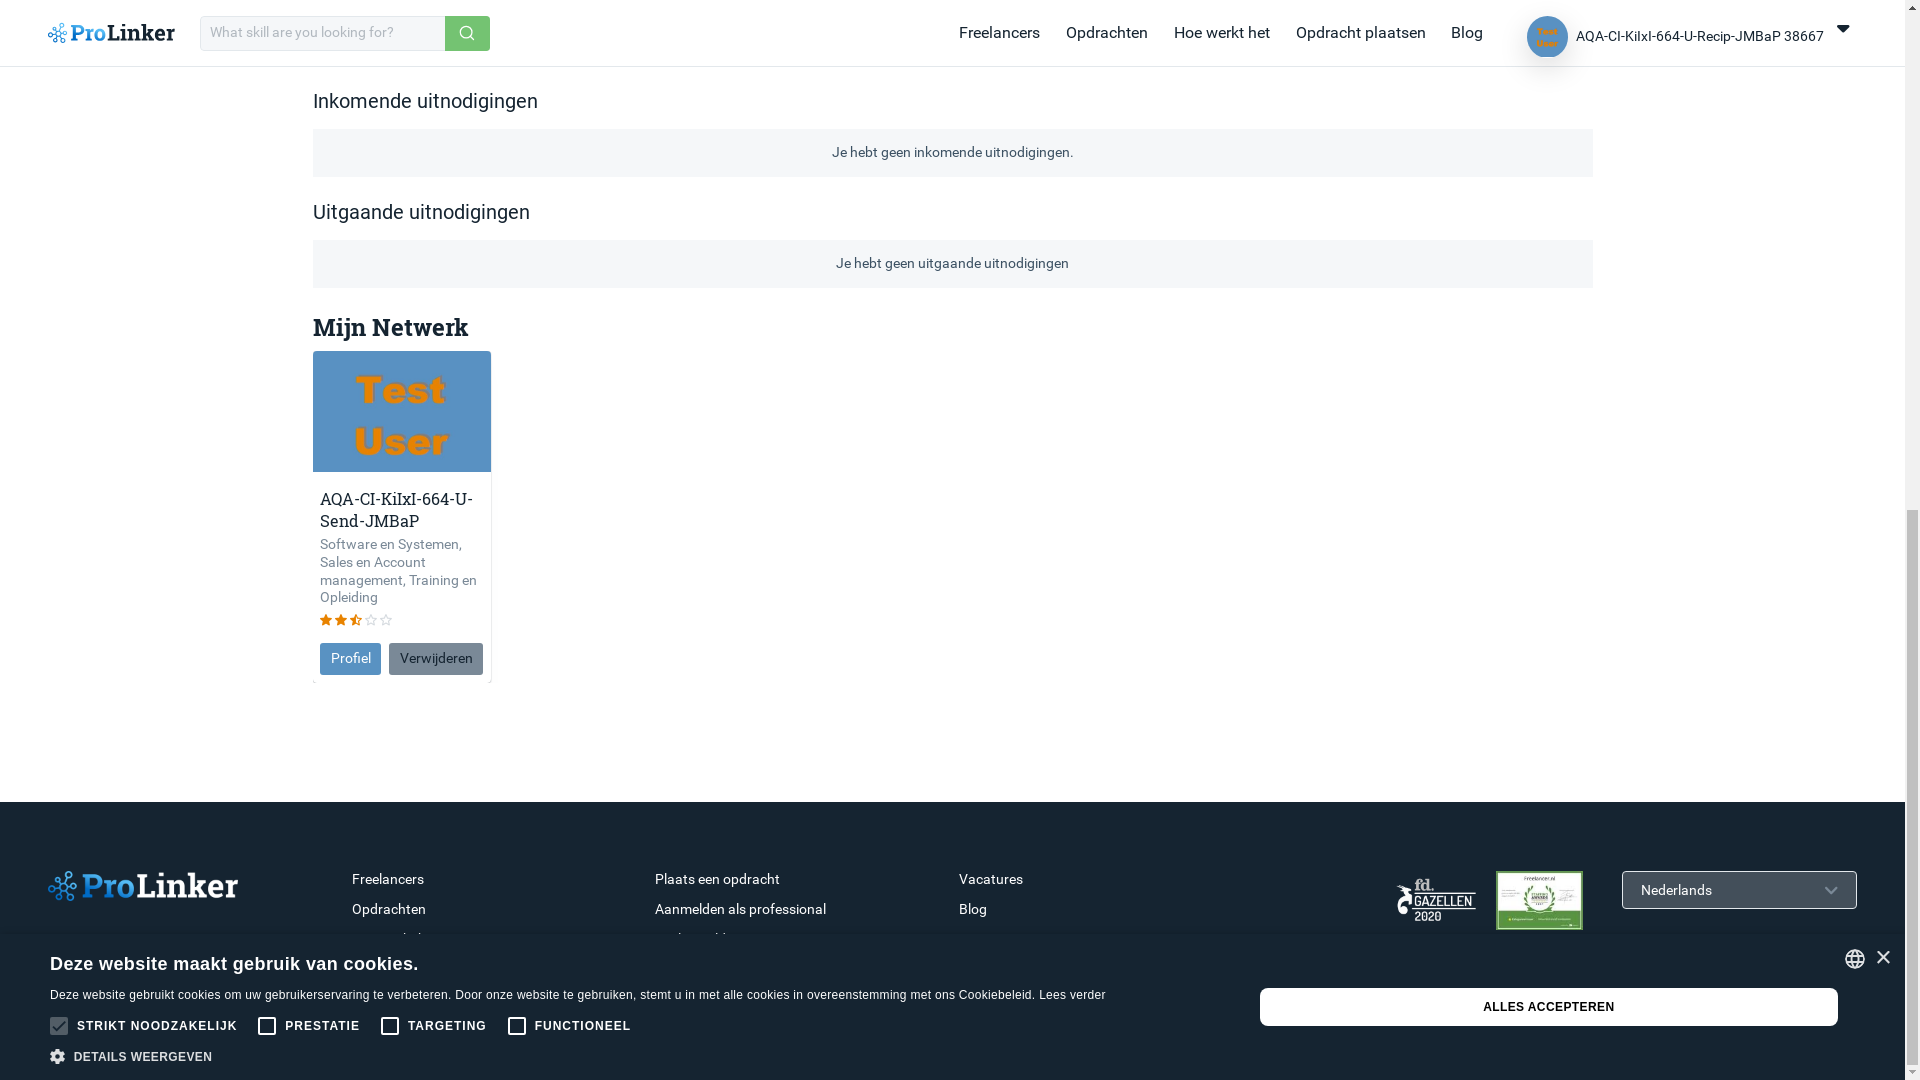 ProLinker
What skill are you looking for?
Freelancers
Opdrachten
Hoe werkt het
Opdracht plaatsen
Blog
Test
User
AQA-CI-KiIxI-664-U-Recip-JMBaP 38667
Inkomende uitnodigingen
Je hebt geen inkomende uitnodigingen.
Uitgaande uitnodigingen
Je hebt geen uitgaande uitnodigingen
Mijn Netwerk
Test
User
AQA-CI-KiIxI-664-U-
Send-JMBaP
Software en Systemen,
Sales en Account
management, Training en
Opleiding
Profiel
Verwijderen
ProLinker
Freelancers
Opdrachten
Plaats een opdracht
Aanmelden als professional
Vacatures
Blog
fd.
GAZELLEN
2020
Freelancer.nl
Nederlands
Deze website maakt gebruik van cookies.
Deze website gebruikt cookies om uw gebruikerservaring te verbeteren. Door onze website te gebruiken, stemt u in met alle cookies in overeenstemming met ons Cookiebeleid. Lees verder
STRIKT NOODZAKELIJK
PRESTATIE
TARGETING
FUNCTIONEEL
DETAILS WEERGEVEN
ALLES ACCEPTEREN